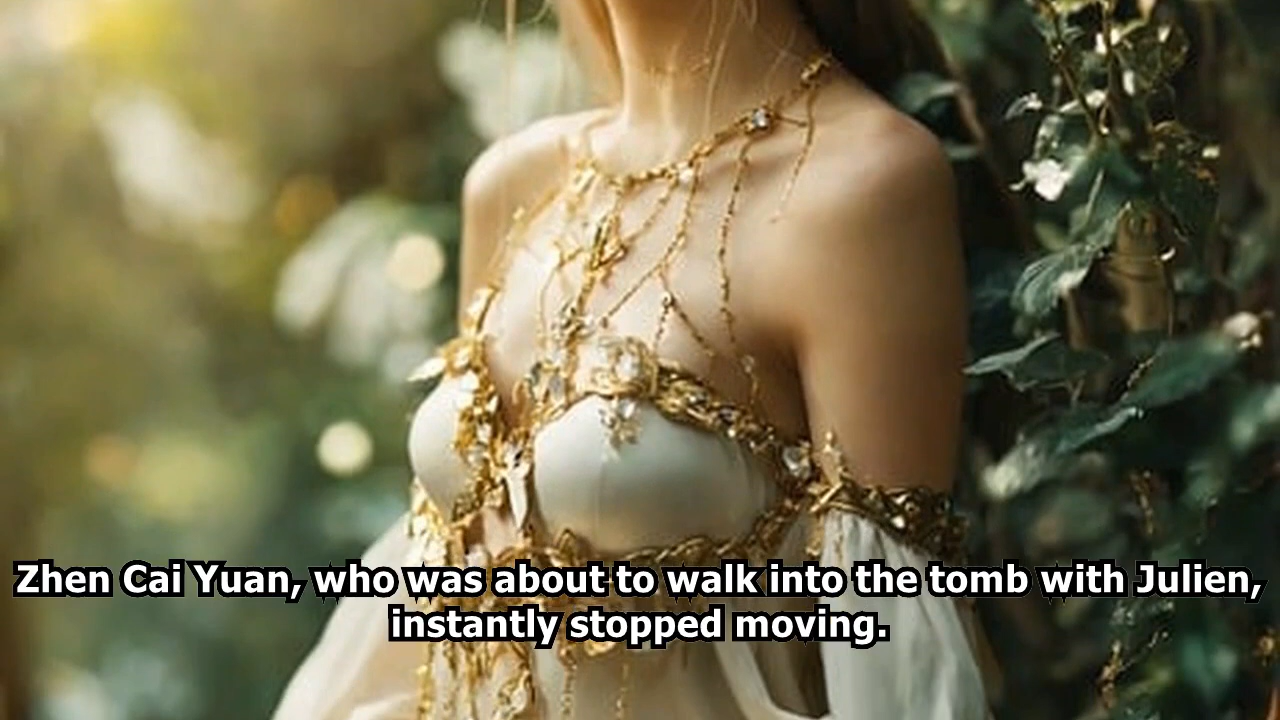 Zhen Cai Yuan, who was about to walk into the tomb with Julien,
instantly stopped moving.